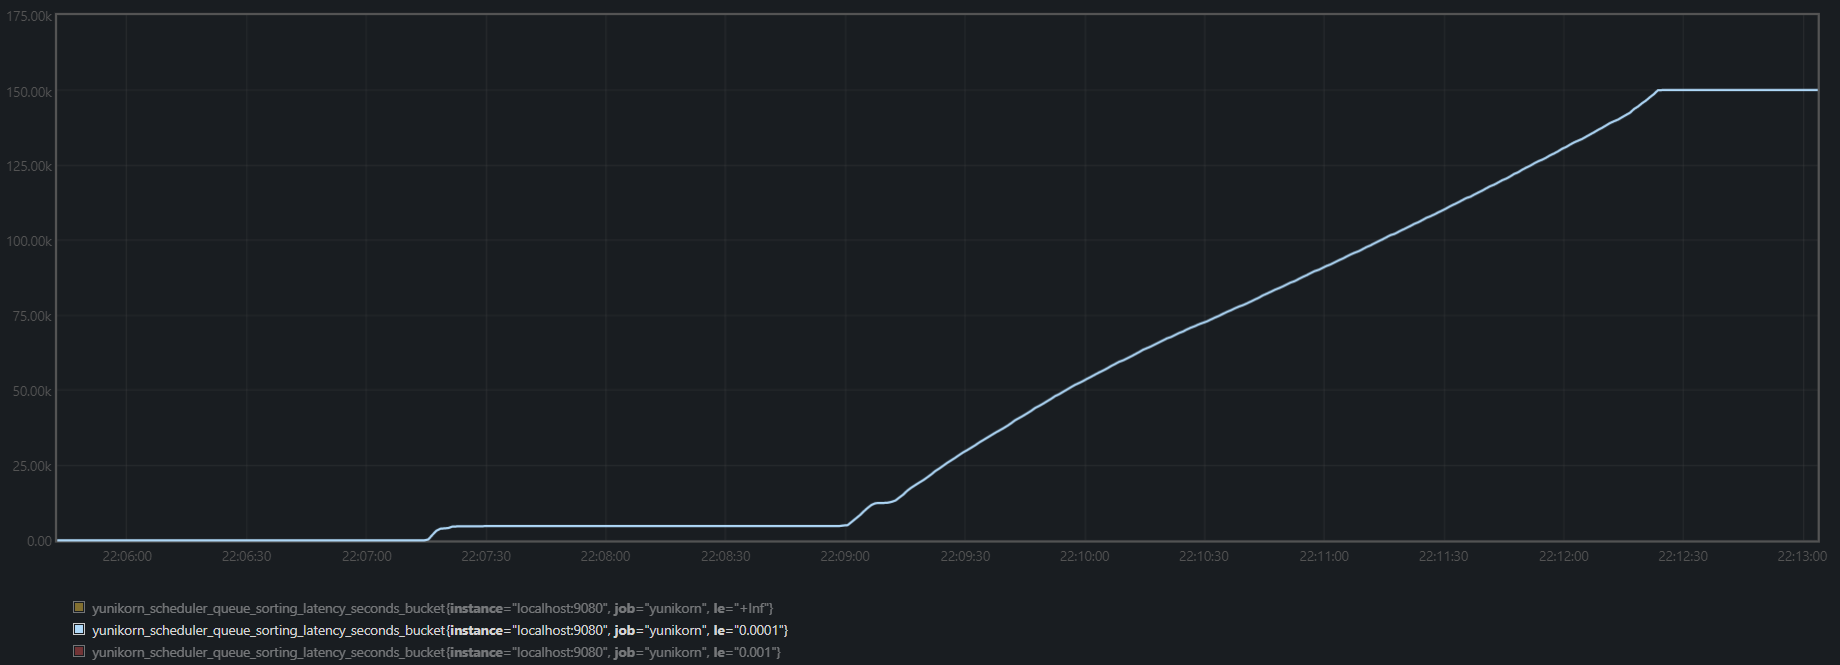 175.00k
150.00k
125.00k
100.00k
75.00k
50.00k
25.00k
0.00
22:06:00 22:06:30 22:07:00 22:07:30 22:08:00 22:08:30 22:09:00 22:09:30 22:10:00 22:10:30 22:11:00 22:11:30 22:12:00 22:12:30 22:13:00
yunikorn_scheduler_queue_sorting_latency_seconds_bucket{instance="localhost:9080", job="yunikorn", le="+Inf"}
yunikorn_scheduler_queue_sorting_latency_seconds_bucket{instance="localhost:9080", job="yunikorn", le="0.0001"}
yunikorn_scheduler_queue_sorting_latency_seconds_bucket{instance="localhost:9080", job="yunikorn", le="0.001"}